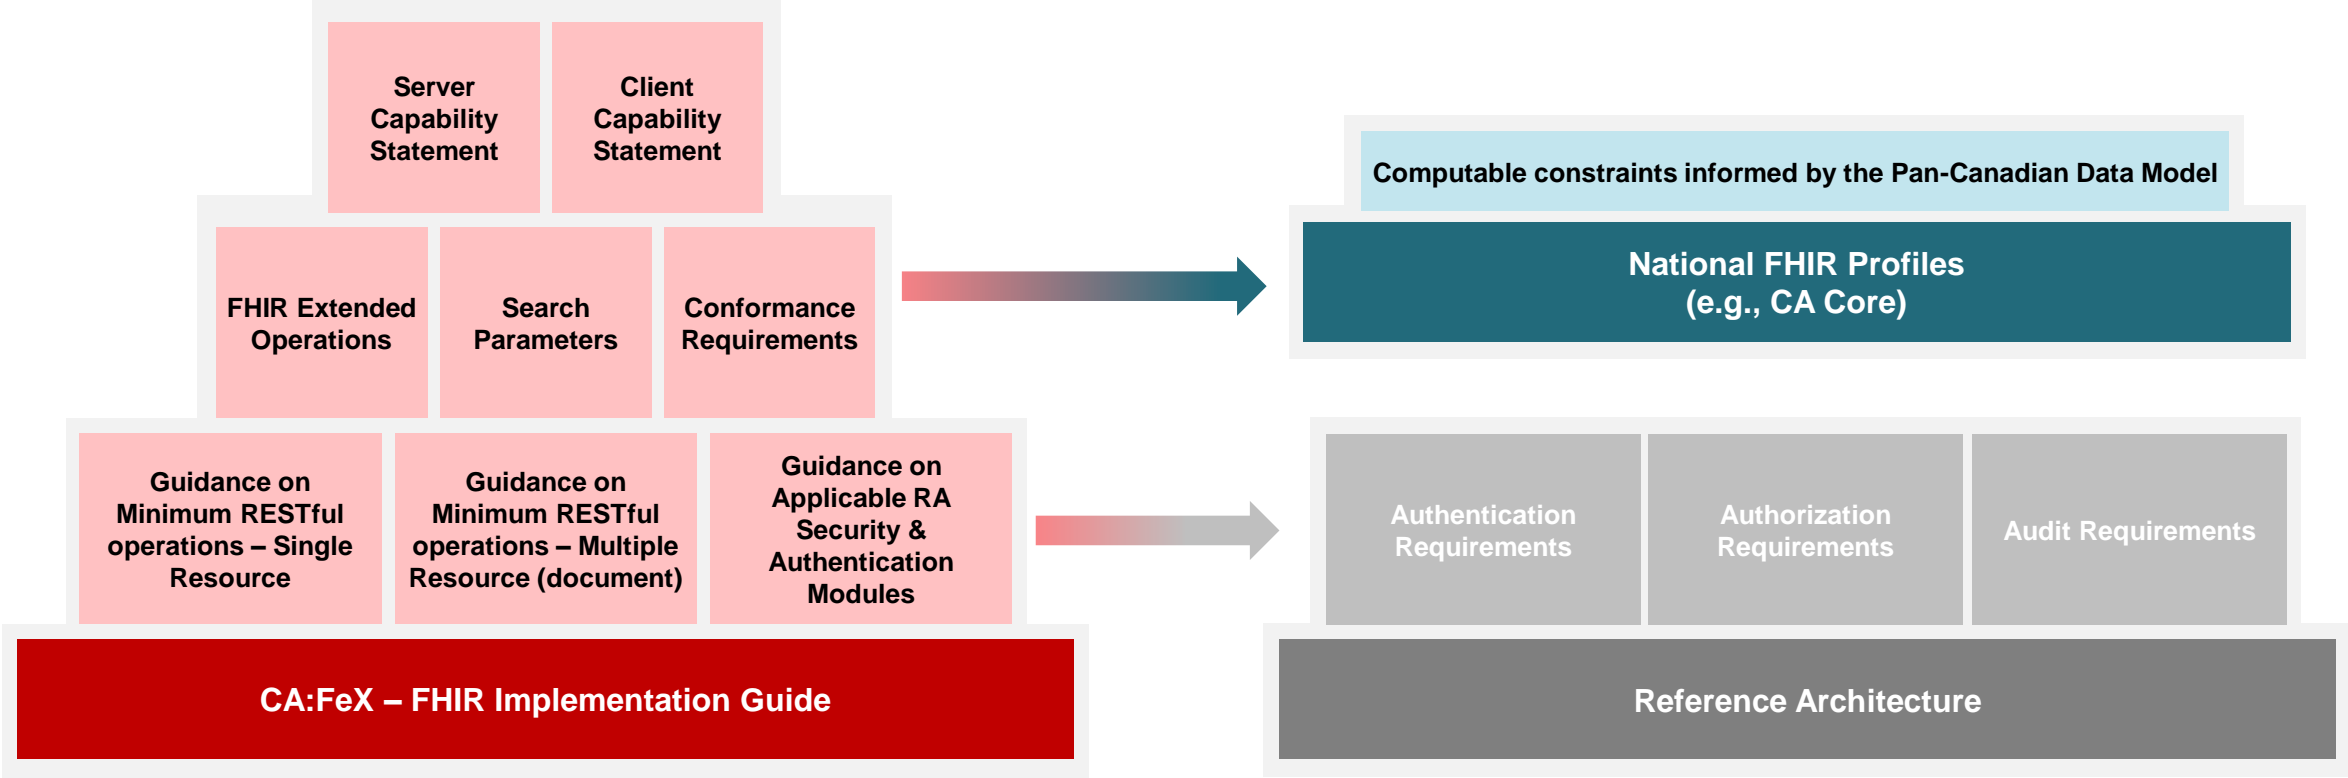 Server
Capability
Statement
Client
Capability
Statement
FHIR Extended
Operations
Search
Parameters
Conformance
Requirements
Guidance on
Minimum RESTful
operations – Single
Resource
Guidance on
Minimum RESTful
operations – Multiple
Resource (document)
Guidance on
Applicable RA
Security &
Authentication
Modules
CA:FeX – FHIR Implementation Guide
Computable constraints informed by the Pan-Canadian Data Model
National FHIR Profiles
(e.g., CA Core)
Authentication
Requirements
Authorization
Requirements
Audit Requirements
Reference Architecture